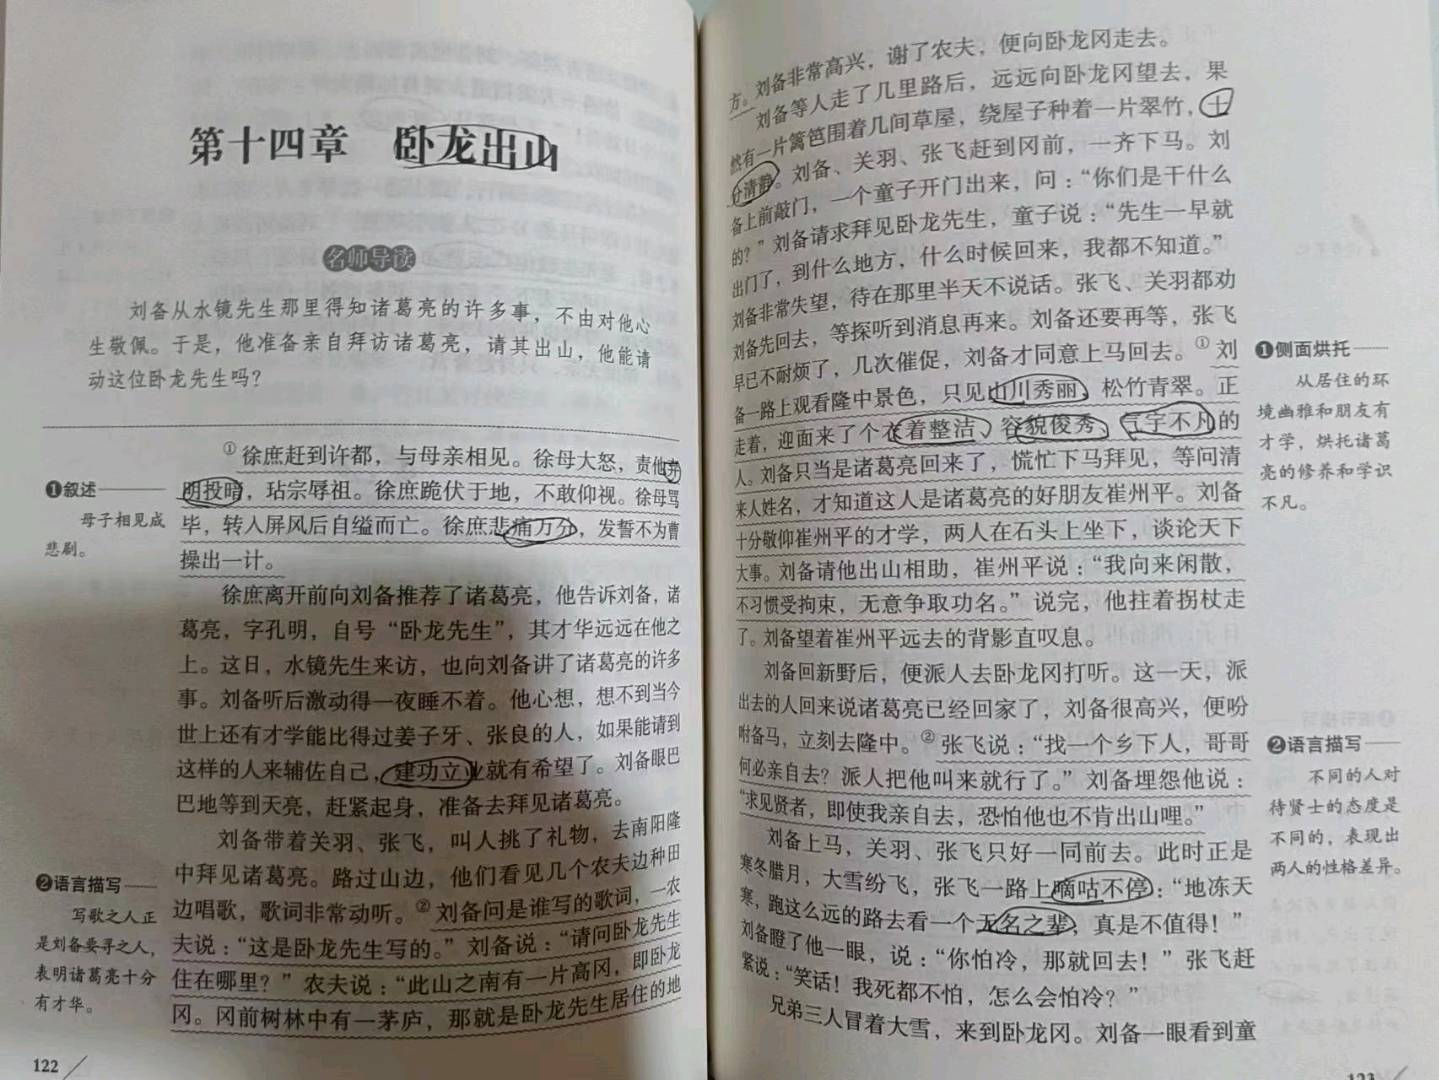 第十四章 卧龙出山
名师导读
刘备从水镜先生那里得知诸葛亮的许多事，不由对他心
生敬佩。于是，他准备亲自拜访诸葛亮，请其出山，他能请
动这位卧龙先生吗？
①徐庶赶到许都，与母亲相见。徐母大怒，责他弃
明投暗，玷宗辱祖。徐庶跪伏于地，不敢仰视。徐母骂
毕，转入屏风后自缢而亡。徐庶悲痛万分，发誓不为曹
操出一计。
徐庶离开前向刘备推荐了诸葛亮，他告诉刘备，诸
葛亮，字孔明，自号“卧龙先生”，其才华远远在他之
上。这日，水镜先生来访，也向刘备讲了诸葛亮的许多
事。刘备听后激动得一夜睡不着。他心想，想不到当今
世上还有才学能比得过姜子牙、张良的人，如果能请到
这样的人来辅佐自己，建功立业就有希望了。刘备眼巴
巴地等到天亮，赶紧起身，准备去拜见诸葛亮。
刘备带着关羽、张飞，叫人挑了礼物，去南阳隆
中拜见诸葛亮。路过山边，他们看见几个农夫边种田
边唱歌，歌词非常动听。②刘备问是谁写的歌词，一农
夫说：“这是卧龙先生写的。”刘备说：“请问卧龙先生
住在哪里？”农夫说：“此山之南有一片高冈，即卧龙
冈。冈前树林中有一茅庐，那就是卧龙先生居住的地
❶叙述
母子相见成
悲剧。
❷语言描写
写歌之人正
是刘备要寻之人，
表明诸葛亮十分
有才华。
122
方。刘备非常高兴，谢了农夫，便向卧龙冈走去。
刘备等人走了几里路后，远远向卧龙冈望去，果
然有一片篱笆围着几间草屋，绕屋子种着一片翠竹，十
分清静。刘备、关羽、张飞赶到冈前，一齐下马。刘
备上前敲门，一个童子开门出来，问：“你们是干什么
的？”刘备请求拜见卧龙先生，童子说：“先生一早就
出门了，到什么地方，什么时候回来，我都不知道。”
刘备非常失望，待在那里半天不说话。张飞、关羽都劝
刘备先回去，等探听到消息再来。刘备还要再等，张飞
早已不耐烦了，几次催促，刘备才同意上马回去。①刘
备一路上观看隆中景色，只见山川秀丽，松竹青翠。正
走着，迎面来了个衣着整洁、容貌俊秀、气宇不凡的
人。刘备只当是诸葛亮回来了，慌忙下马拜见，等问清
来人姓名，才知道这人是诸葛亮的好朋友崔州平。刘备
十分敬仰崔州平的才学，两人在石头上坐下，谈论天下
大事。刘备请他出山相助，崔州平说：“我向来闲散，
不习惯受拘束，无意争取功名。”说完，他拄着拐杖走
了。刘备望着崔州平远去的背影直叹息。
刘备回新野后，便派人去卧龙冈打听。这一天，派
出去的人回来说诸葛亮已经回家了，刘备很高兴，便吩
咐备马，立刻去隆中。②张飞说：“找一个乡下人，哥哥
何必亲自去？派人把他叫来就行了。”刘备埋怨他说：
“求见贤者，即使我亲自去，恐怕他也不肯出山哩。”
刘备上马，关羽、张飞只好一同前去。此时正是
寒冬腊月，大雪纷飞，张飞一路上嘀咕不停：“地冻天
寒，跑这么远的路去看一个无名之辈，真是不值得！”
刘备瞪了他一眼，说：“你怕冷，那就回去！”张飞赶
紧说：“笑话！我死都不怕，怎么会怕冷？”
兄弟三人冒着大雪，来到卧龙冈。刘备一眼看到童
❶侧面烘托
从居住的环
境幽雅和朋友有
才学，烘托诸葛
亮的修养和学识
不凡。
❷语言描写
不同的人对
待贤士的态度是
不同的，表现出
两人的性格差异。
123